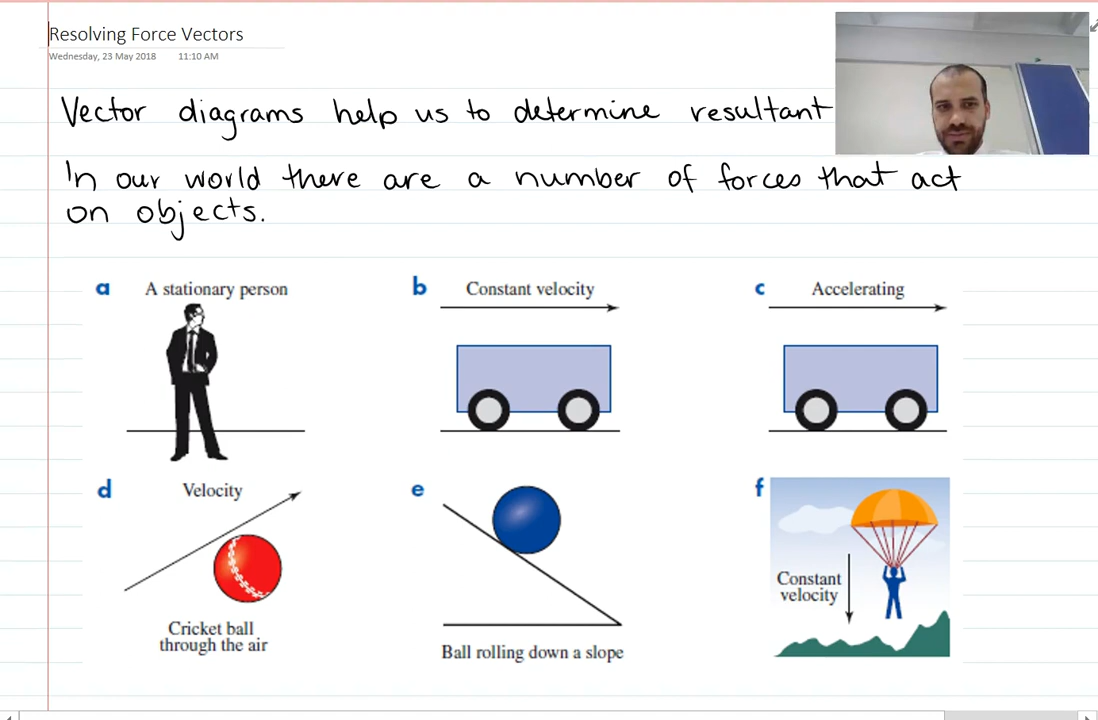 Resolving Force Vectors
Wednesday, 23 May 2018 11:10 AM
Vector diagrams help us to determine resultant
In our world there are a number of forces that act
on objects.
a A stationary person
b Constant velocity
c Accelerating
d Velocity
Cricket ball
through the air
e
Ball rolling down a slope
f
Constant
velocity